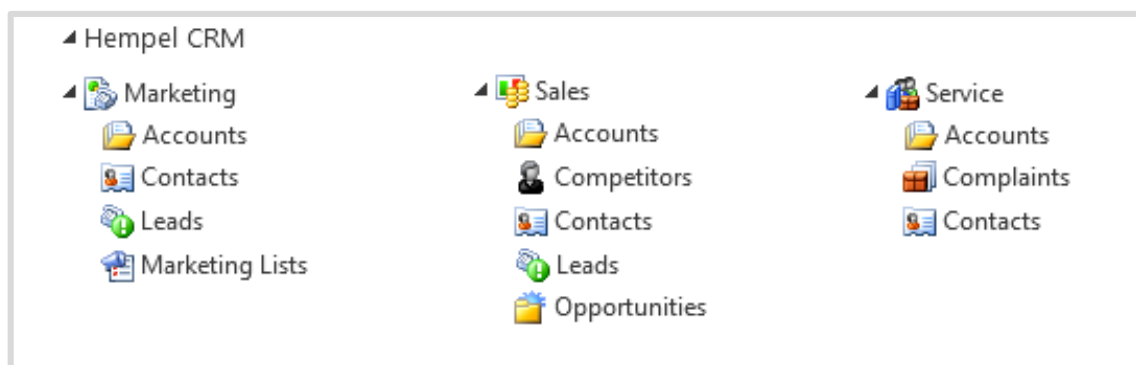 Hempel CRM
Marketing
Accounts
Contacts
Leads
Marketing Lists
Sales
Accounts
Competitors
Contacts
Leads
Opportunities
Service
Accounts
Complaints
Contacts